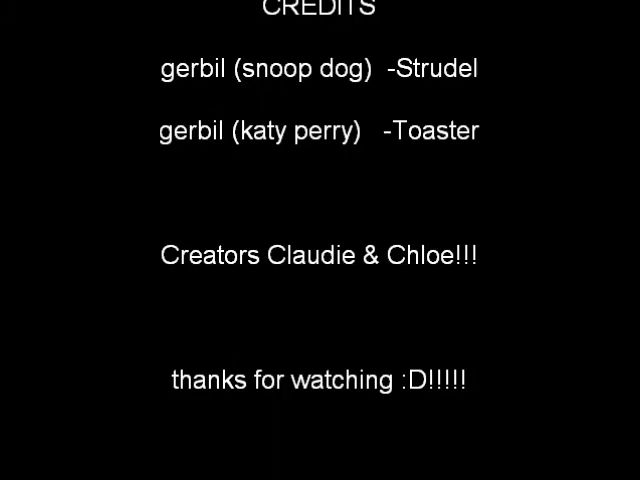 CREDITS
gerbil (snoop dog)  -Strudel
gerbil (katy perry)   -Toaster
Creators Claudie & Chloe!!!
thanks for watching :D!!!!!